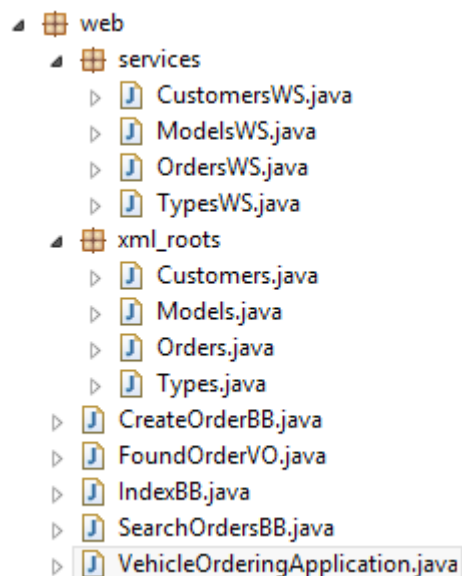 web
services
CustomersWS.java
ModelsWS.java
OrdersWS.java
TypesWS.java
xml_roots
Customers.java
Models.java
Orders.java
Types.java
CreateOrderBB.java
FoundOrderVO.java
IndexBB.java
SearchOrdersBB.java
VehicleOrderingApplication.java